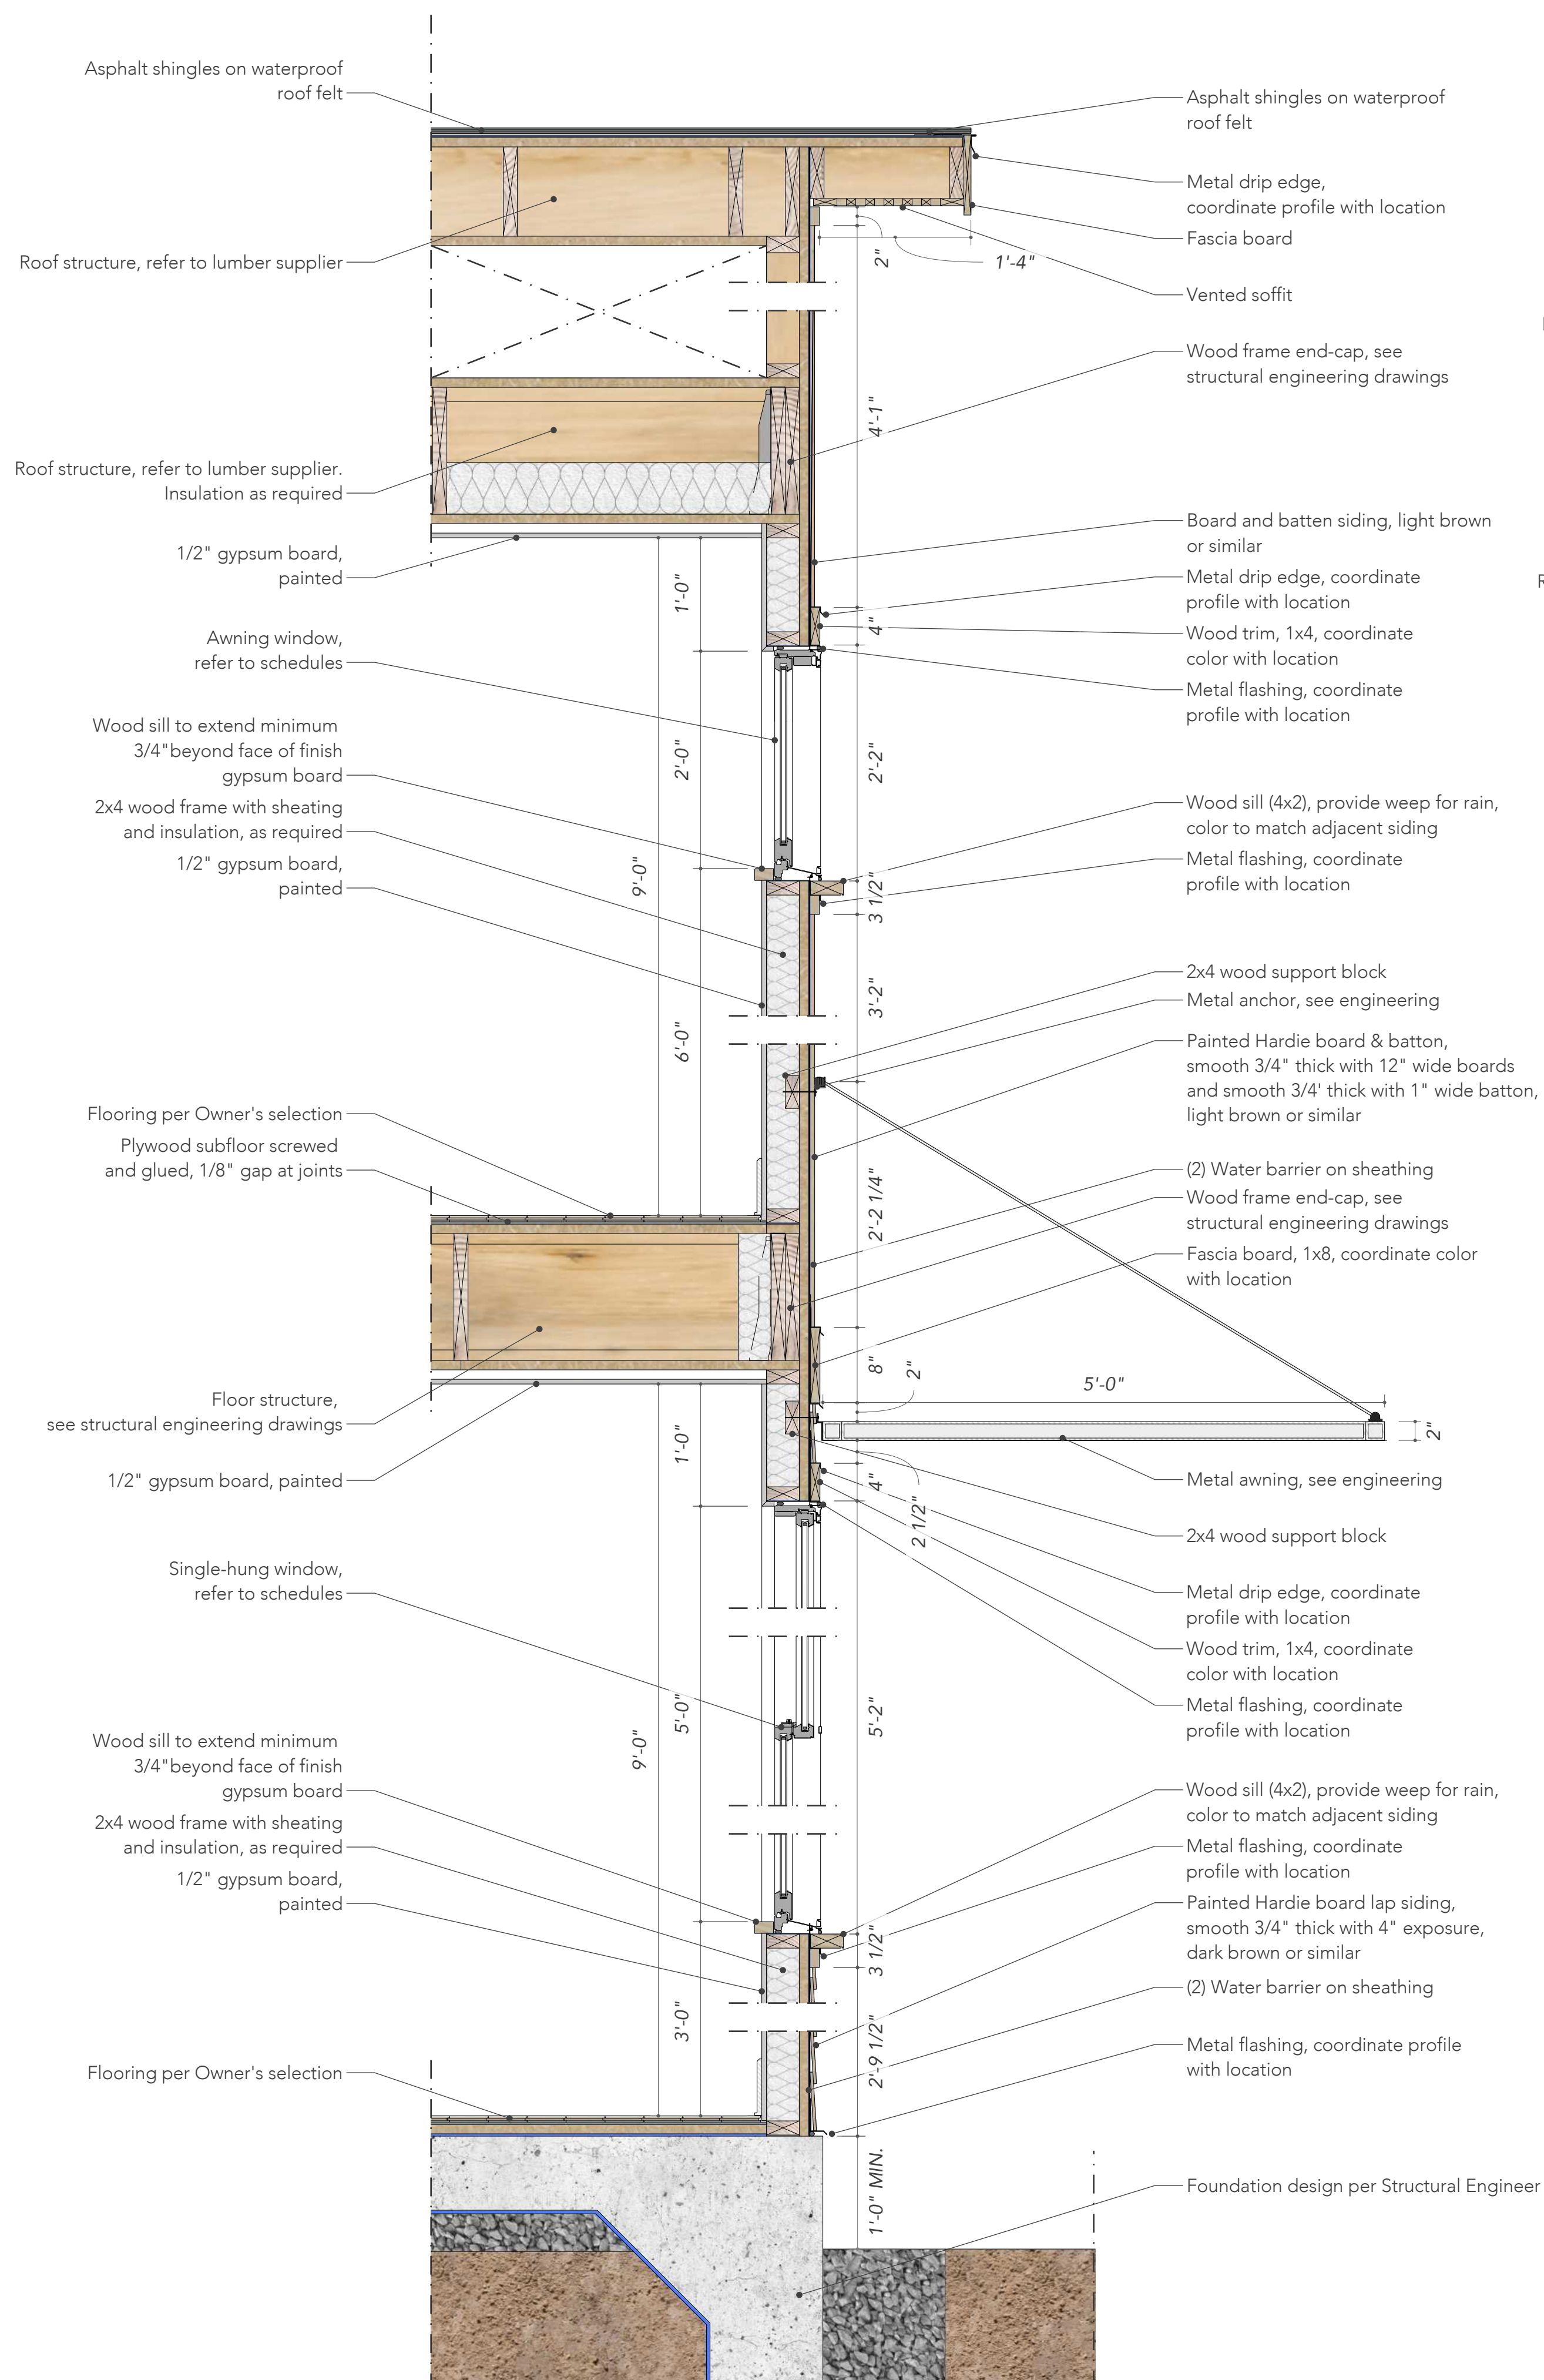 Asphalt shingles on waterproof
roof felt
Roof structure, refer to lumber supplier
Roof structure, refer to lumber supplier.
Insulation as required
1/2" gypsum board,
painted
Awning window,
refer to schedules
Wood sill to extend minimum
3/4"beyond face of finish
gypsum board
2x4 wood frame with sheating
and insulation, as required
1/2" gypsum board,
painted
Flooring per Owner's selection
Plywood subfloor screwed
and glued, 1/8" gap at joints
Floor structure,
see structural engineering drawings
1/2" gypsum board, painted
Single-hung window,
refer to schedules
Wood sill to extend minimum
3/4"beyond face of finish
gypsum board
2x4 wood frame with sheating
and insulation, as required
1/2" gypsum board,
painted
Flooring per Owner's selection
1'-0"
2'-0"
9'-0"
6'-0"
1'-0"
5'-0"
9'-0"
3'-0"
2"
1'-4"
4'-1"
4"
2'-2"
3 1/2"
3'-2"
2'-2 1/4"
8"
2"
5'-0"
2"
4"
2 1/2"
5'-2"
3 1/2"
2'-9 1/2"
1'-0" MIN.
Asphalt shingles on waterproof
roof felt
Metal drip edge,
coordinate profile with location
Fascia board
Vented soffit
Wood frame end-cap, see
structural engineering drawings
Board and batten siding, light brown
or similar
Metal drip edge, coordinate
profile with location
Wood trim, 1x4, coordinate
color with location
Metal flashing, coordinate
profile with location
Wood sill (4x2), provide weep for rain,
color to match adjacent siding
Metal flashing, coordinate
profile with location
2x4 wood support block
Metal anchor, see engineering
Painted Hardie board & batton,
smooth 3/4" thick with 12" wide boards
and smooth 3/4' thick with 1" wide batton,
light brown or similar
(2) Water barrier on sheathing
Wood frame end-cap, see
structural engineering drawings
Fascia board, 1x8, coordinate color
with location
Metal awning, see engineering
2x4 wood support block
Metal drip edge, coordinate
profile with location
Wood trim, 1x4, coordinate
color with location
Metal flashing, coordinate
profile with location
Wood sill (4x2), provide weep for rain,
color to match adjacent siding
Metal flashing, coordinate
profile with location
Painted Hardie board lap siding,
smooth 3/4" thick with 4" exposure,
dark brown or similar
(2) Water barrier on sheathing
Metal flashing, coordinate profile
with location
Foundation design per Structural Engineer